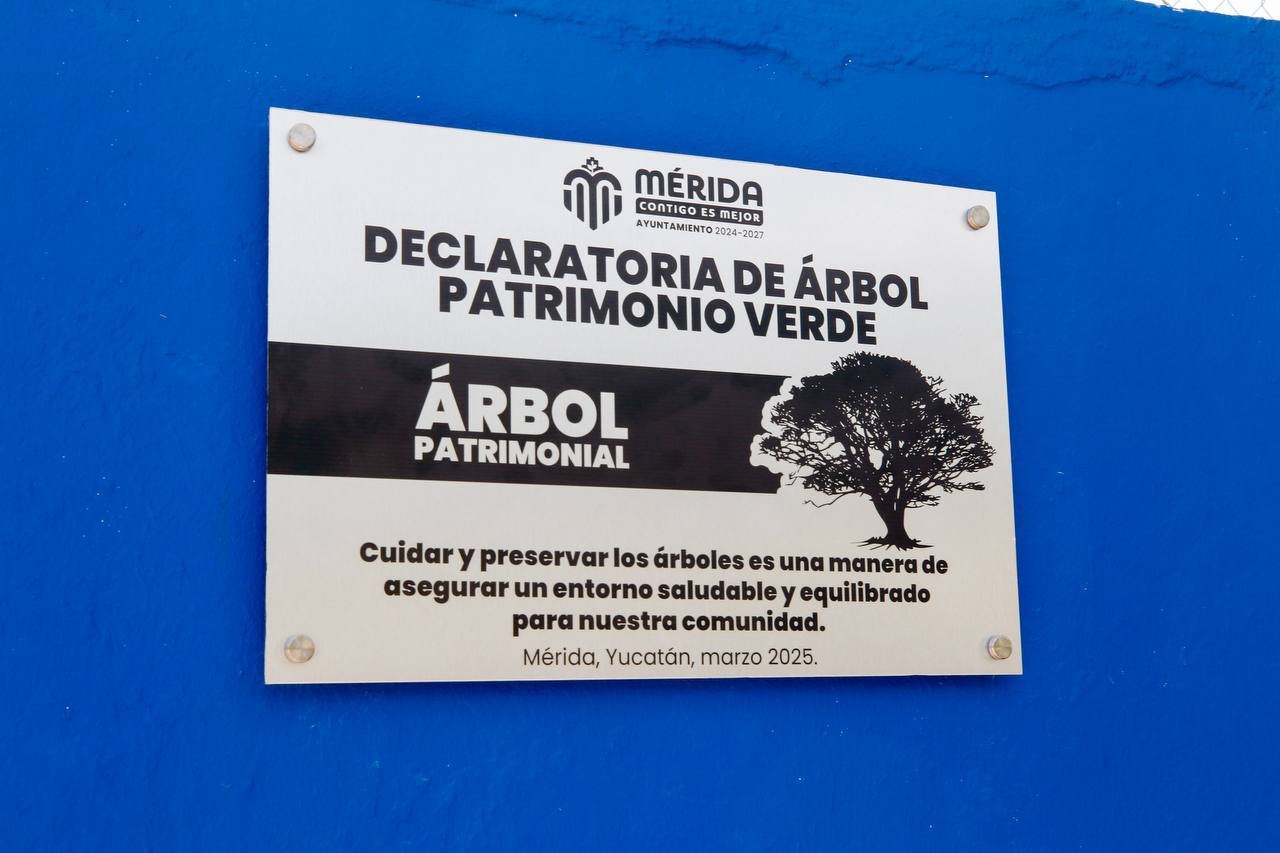 MÉRIDA
CONTIGO ES MEJOR
AYUNTAMIENTO 2024-2027
DECLARATORIA DE ÁRBOL
PATRIMONIO VERDE
ÁRBOL
PATRIMONIAL
Cuidar y preservar los árboles es una manera de
asegurar un entorno saludable y equilibrado
para nuestra comunidad.
Mérida, Yucatán, marzo 2025.